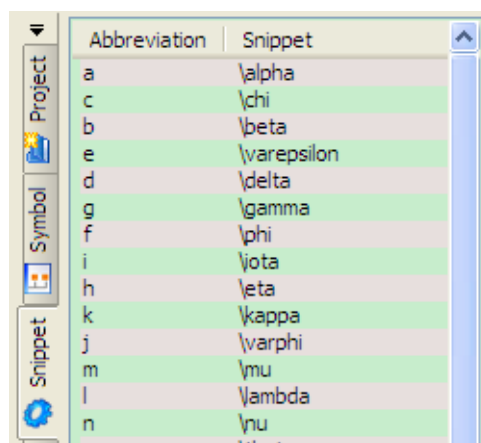 Project
Symbol
Snippet
Abbreviation Snippet
a \alpha
c \chi
b \beta
e \varepsilon
d \delta
g \gamma
f \phi
i \iota
h \eta
k \kappa
j \varphi
m \mu
l \lambda
n \nu